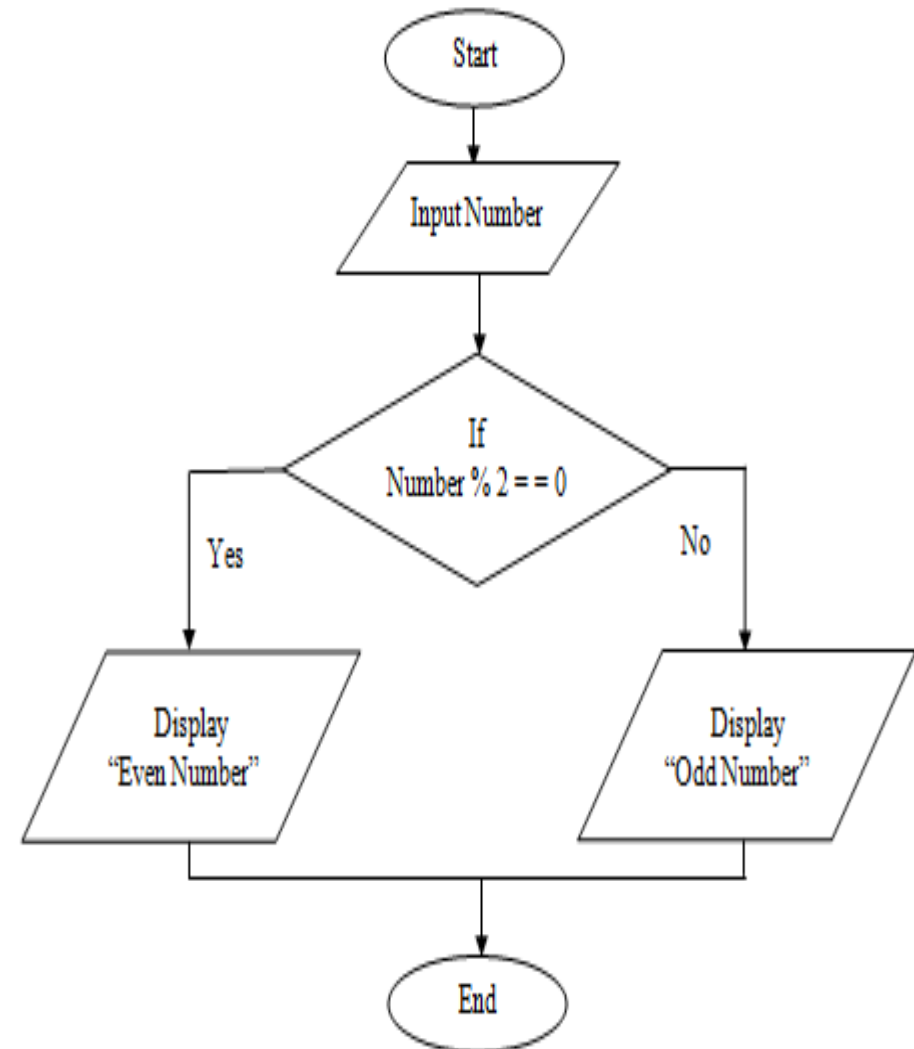 Start
Input Number
If
Number % 2 = = 0
Yes
No
Display
“Even Number”
Display
“Odd Number”
End